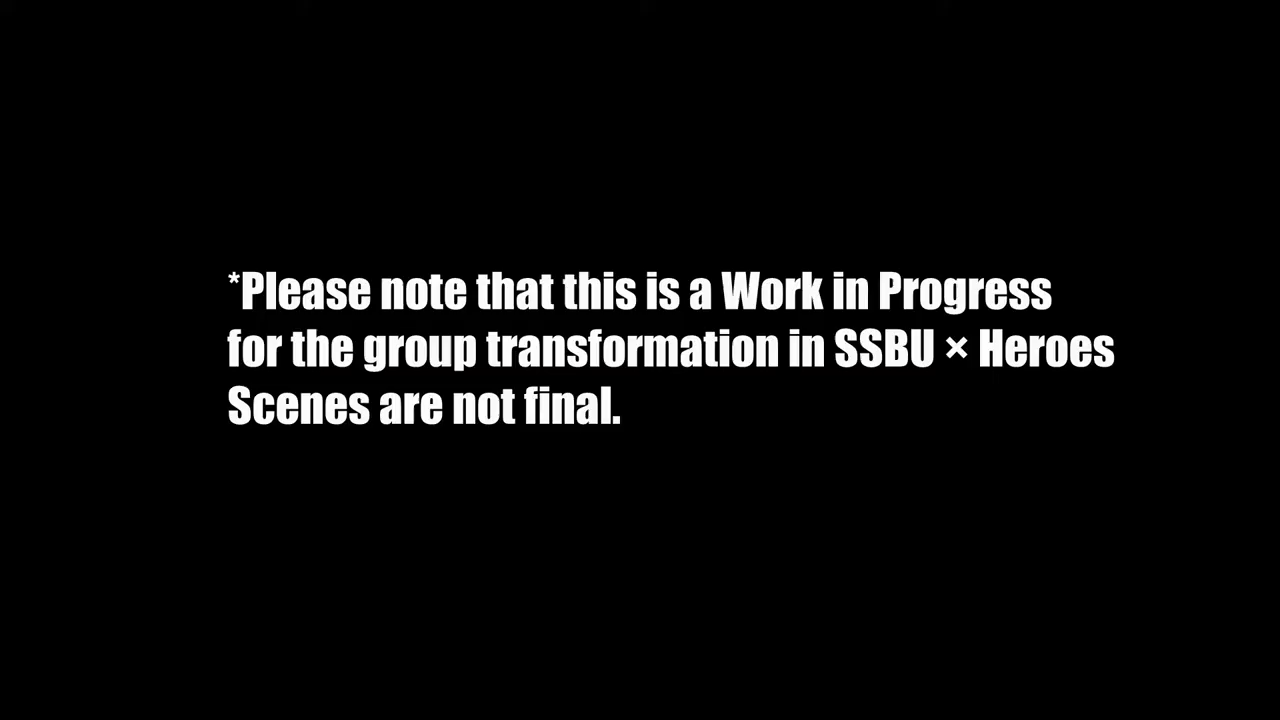 *Please note that this is a Work in Progress
for the group transformation in SSBU × Heroes
Scenes are not final.